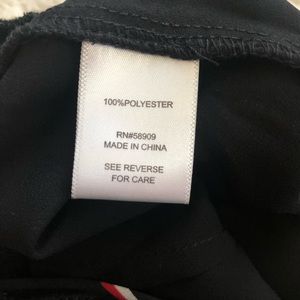 100%POLYESTER
RN#58909
MADE IN CHINA
SEE REVERSE
FOR CARE